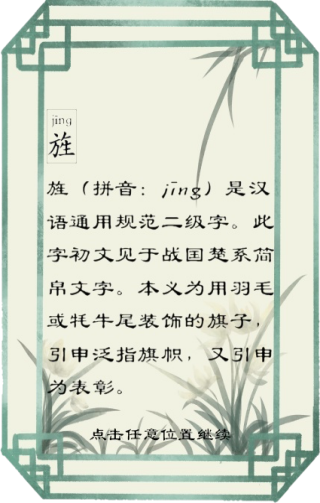 jīng
旌
旌（拼音：jīng）是汉
语通用规范二级字。此
字初文见于战国楚系简
帛文字。本义为用羽毛
或牦牛尾装饰的旗子，
引申泛指旗帜，又引申
为表彰。
点击任意位置继续